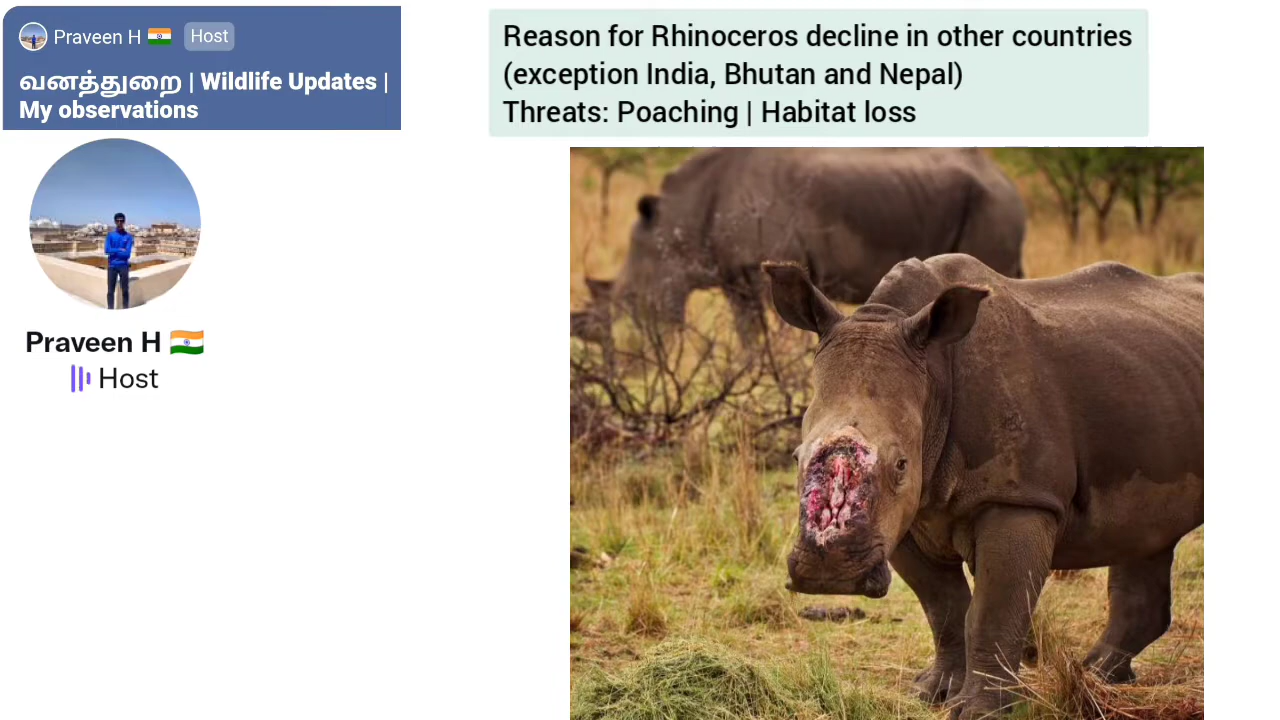 Praveen H 🇮🇳 Host
வனத்துறை | Wildlife Updates |
My observations
Praveen H 🇮🇳
Host
Reason for Rhinoceros decline in other countries
(exception India, Bhutan and Nepal)
Threats: Poaching | Habitat loss